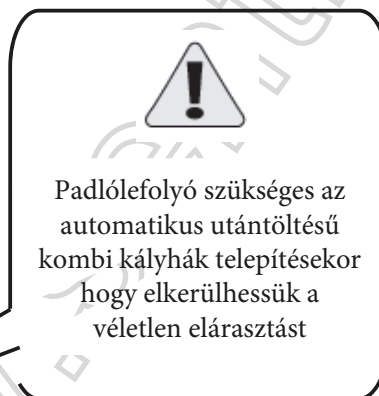 Padlólefolyó szükséges az
automatikus utántöltésű
kombi kályhák telepítésekor
hogy elkerülhessük a
véletlen elárasztást